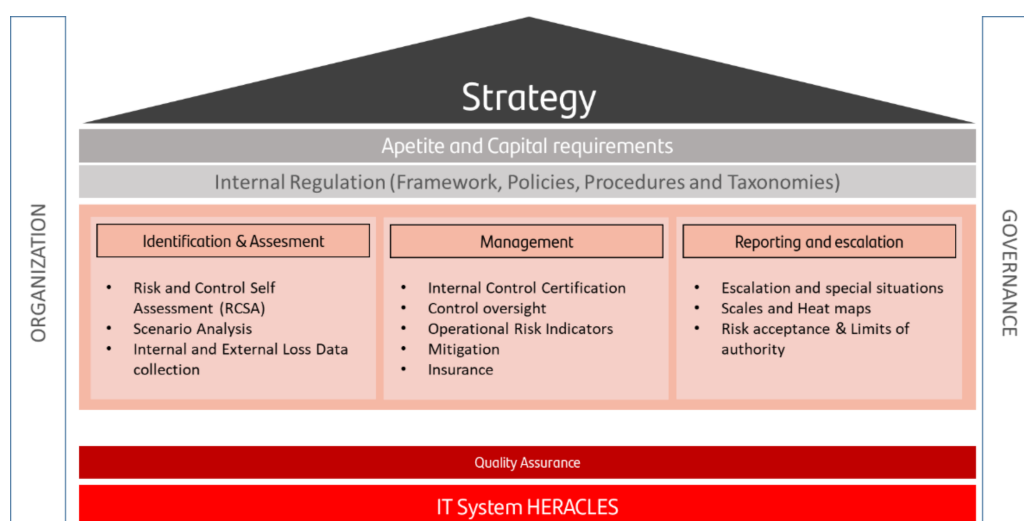 Strategy
Apetite and Capital requirements
Internal Regulation (Framework, Policies, Procedures and Taxonomies)
ORGANIZATION
Identification & Assesment
• Risk and Control Self
Assessment (RCSA)
• Scenario Analysis
• Internal and External Loss Data
collection
Management
• Internal Control Certification
• Control oversight
• Operational Risk Indicators
• Mitigation
• Insurance
Reporting and escalation
• Escalation and special situations
• Scales and Heat maps
• Risk acceptance & Limits of
authority
GOVERNANCE
Quality Assurance
IT System HERACLES